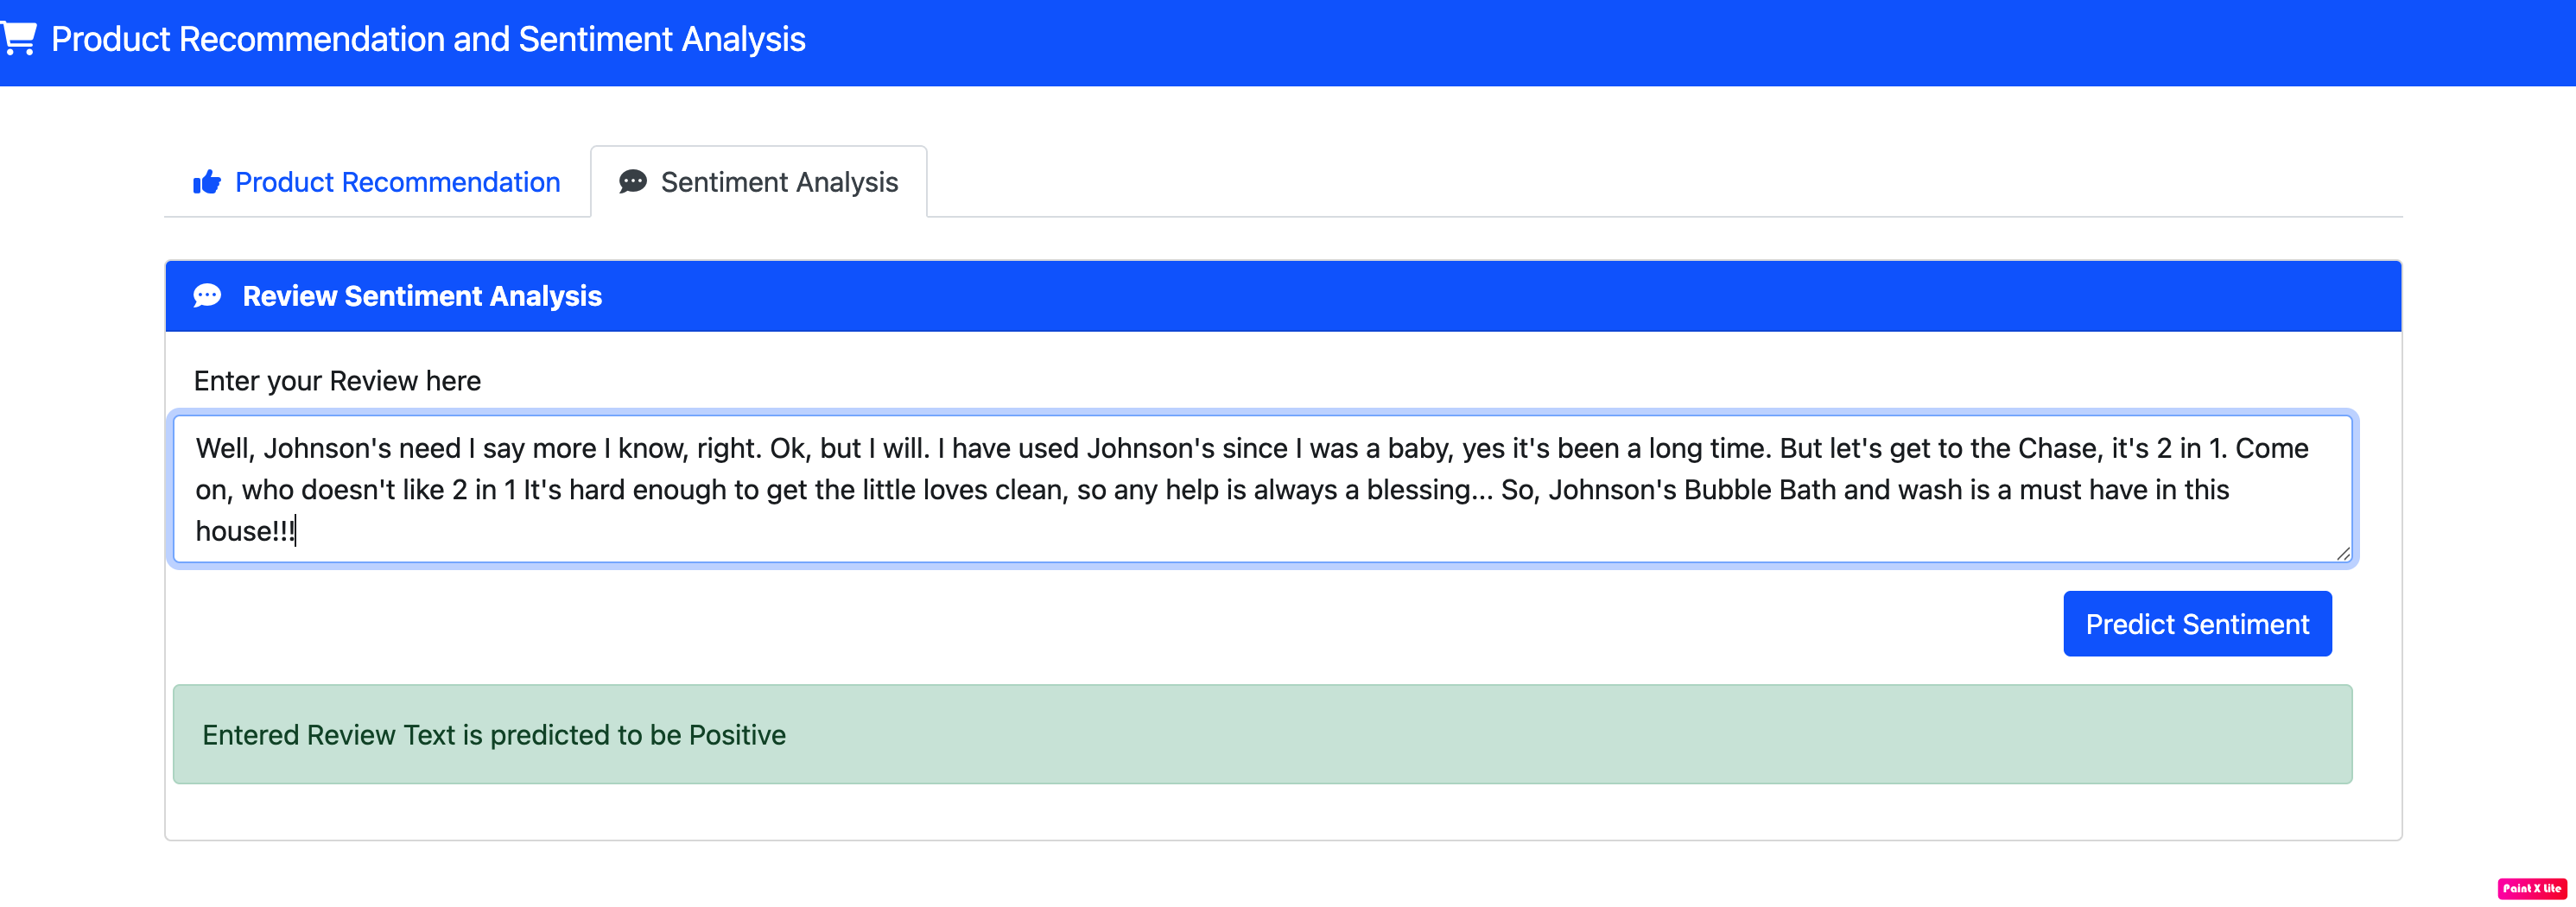 Product Recommendation and Sentiment Analysis
Product Recommendation
Sentiment Analysis
Review Sentiment Analysis
Enter your Review here
Well, Johnson's need I say more I know, right. Ok, but I will. I have used Johnson's since I was a baby, yes it's been a long time. But let's get to the Chase, it's 2 in 1. Come
on, who doesn't like 2 in 1 It's hard enough to get the little loves clean, so any help is always a blessing... So, Johnson's Bubble Bath and wash is a must have in this
house!!!
Predict Sentiment
Entered Review Text is predicted to be Positive
Paint X lite